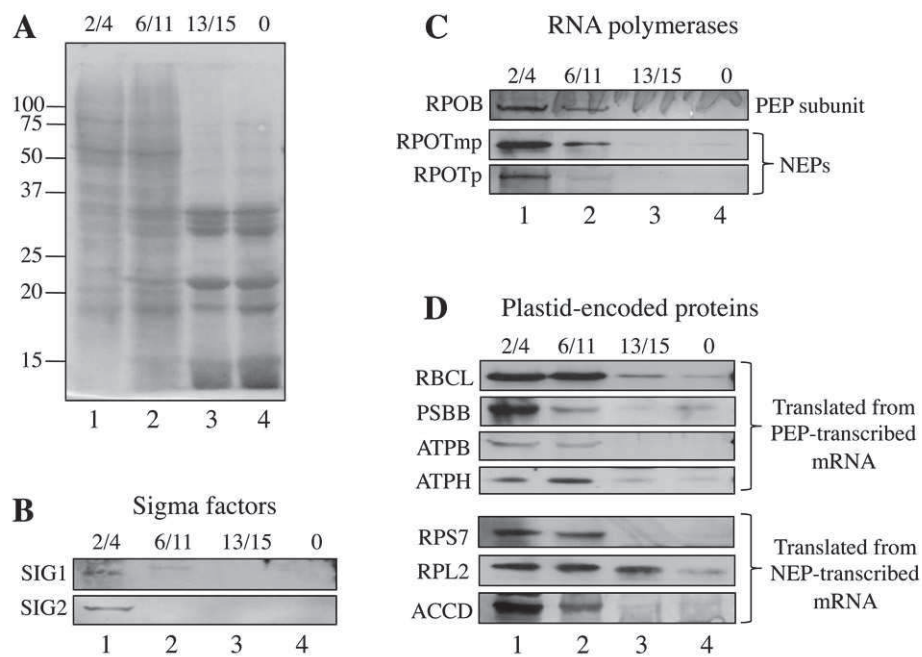 A
2/4 6/11 13/15 0
100
75
50
37
25
20
15
1 2 3 4
B Sigma factors
2/4 6/11 13/15 0
SIG1
SIG2
1 2 3 4
C RNA polymerases
2/4 6/11 13/15 0
RPOB PEP subunit
RPOTmp
RPOTp
NEPs
1 2 3 4
D Plastid-encoded proteins
2/4 6/11 13/15 0
RBCL
PSBB
ATPB
ATPH
Translated from
PEP-transcribed
mRNA
RPS7
RPL2
ACCD
Translated from
NEP-transcribed
mRNA
1 2 3 4